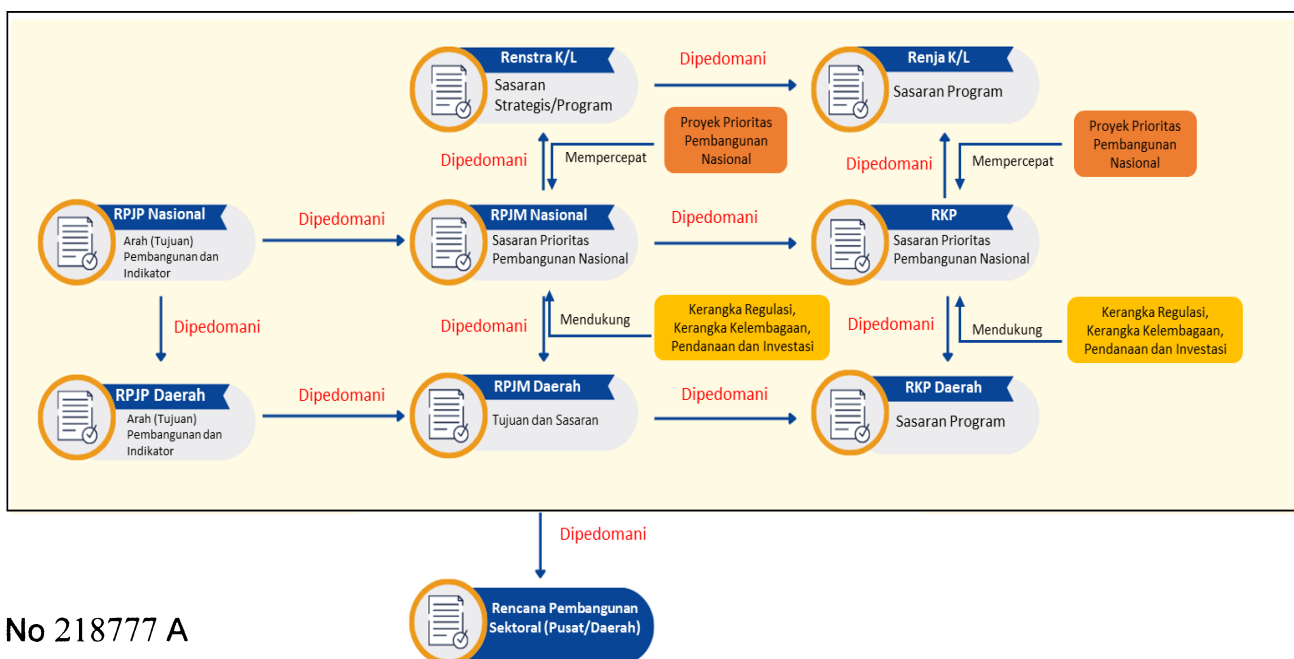 Renstra K/L
Sasaran
Strategis/Program
Dipedomani
Renja K/L
Sasaran Program
Dipedomani
Mempercepat
Proyek Prioritas
Pembangunan
Nasional
Dipedomani
Mempercepat
Proyek Prioritas
Pembangunan
Nasional
RPJP Nasional
Arah (Tujuan)
Pembangunan dan
Indikator
Dipedomani
RPJM Nasional
Sasaran Prioritas
Pembangunan Nasional
Dipedomani
RKP
Sasaran Prioritas
Pembangunan Nasional
Dipedomani
Dipedomani
Mendukung
Kerangka Regulasi,
Kerangka Kelembagaan,
Pendanaan dan Investasi
Dipedomani
Mendukung
Kerangka Regulasi,
Kerangka Kelembagaan,
Pendanaan dan Investasi
RPJP Daerah
Arah (Tujuan)
Pembangunan dan
Indikator
Dipedomani
RPJM Daerah
Tujuan dan Sasaran
Dipedomani
RKP Daerah
Sasaran Program
Dipedomani
Rencana Pembangunan
Sektoral (Pusat/Daerah)
No 218777 A